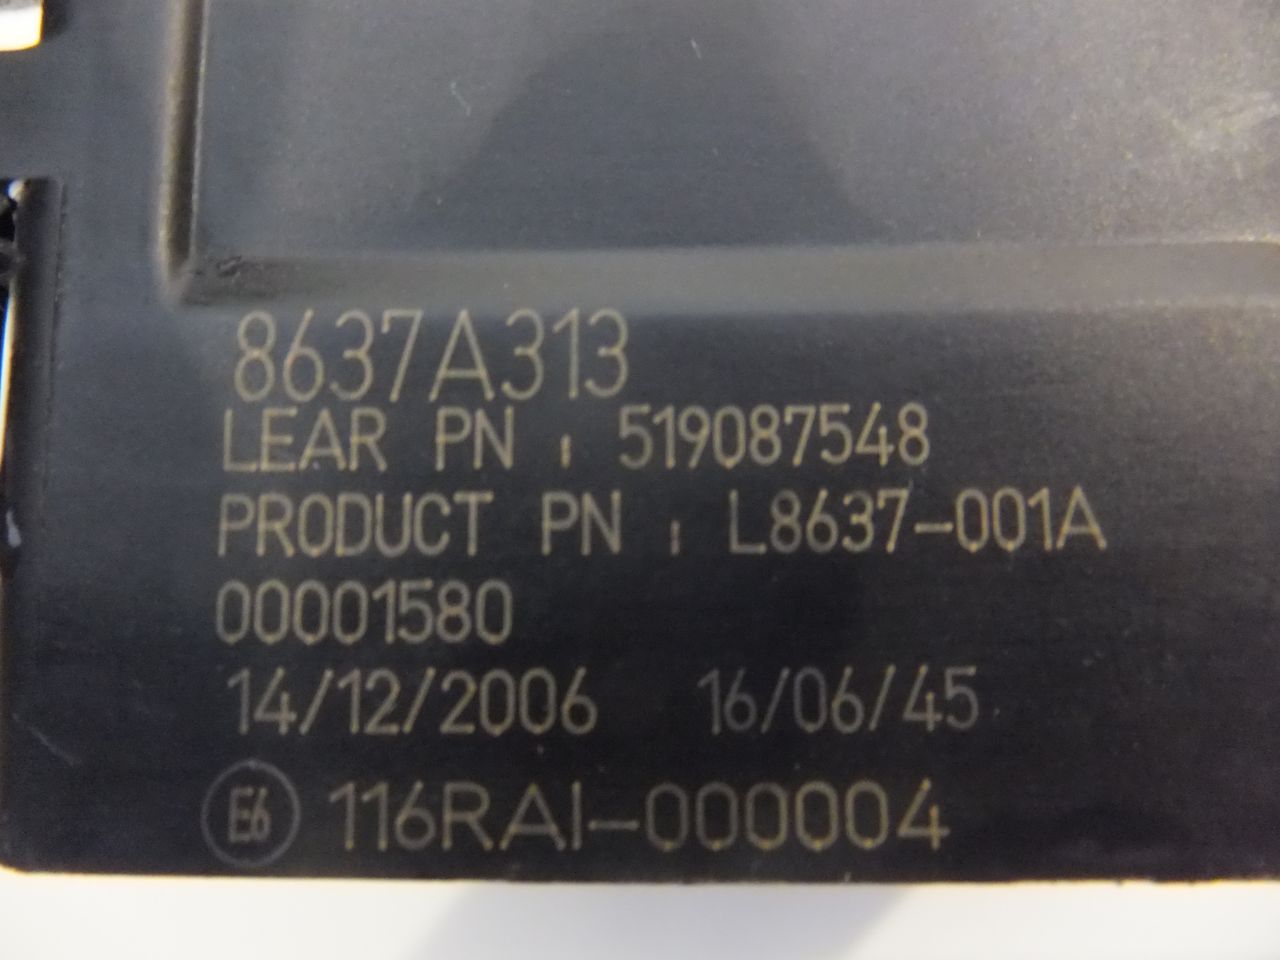 8637A313
LEAR PN : 519087548
PRODUCT PN : L8637-001A
00001580
14/12/2006 16/06/45
E6 116RAI-000004